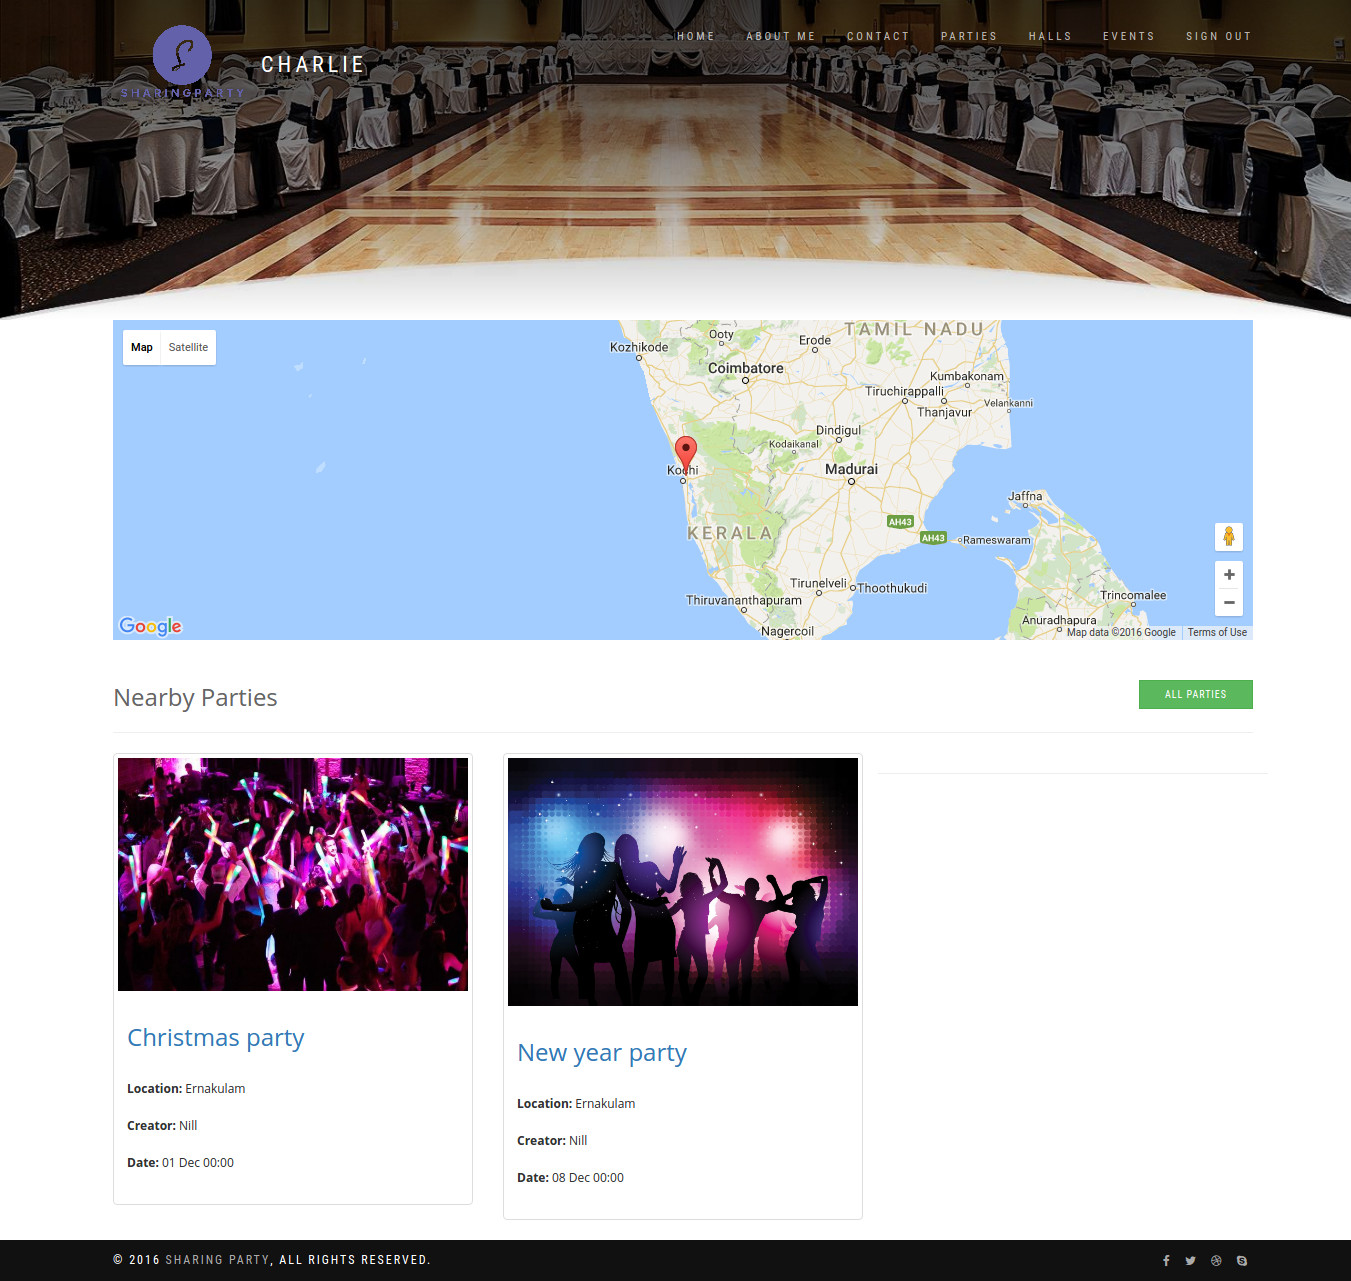 HOME ABOUT ME CONTACT PARTIES HALLS EVENTS SIGN OUT
S
SHARINGPARTY
CHARLIE
Map Satellite
TAMIL NADU
Ooty
Kozhikode
Erode
Coimbatore
Kumbakonam
Tiruchirappalli
Velankanni
Thanjavur
Dindigul
Kodaikanal
Kochi
Madurai
Jaffna
AH43
KERALA
AH43
Rameswaram
Tirunelveli
Thoothukudi
Thiruvananthapuram
Trincomalee
Anuradhapura
Nagercoil
Google
Map data ©2016 Google Terms of Use
Nearby Parties
ALL PARTIES
Christmas party
Location: Ernakulam
Creator: Nill
Date: 01 Dec 00:00
New year party
Location: Ernakulam
Creator: Nill
Date: 08 Dec 00:00
© 2016 SHARING PARTY, ALL RIGHTS RESERVED.